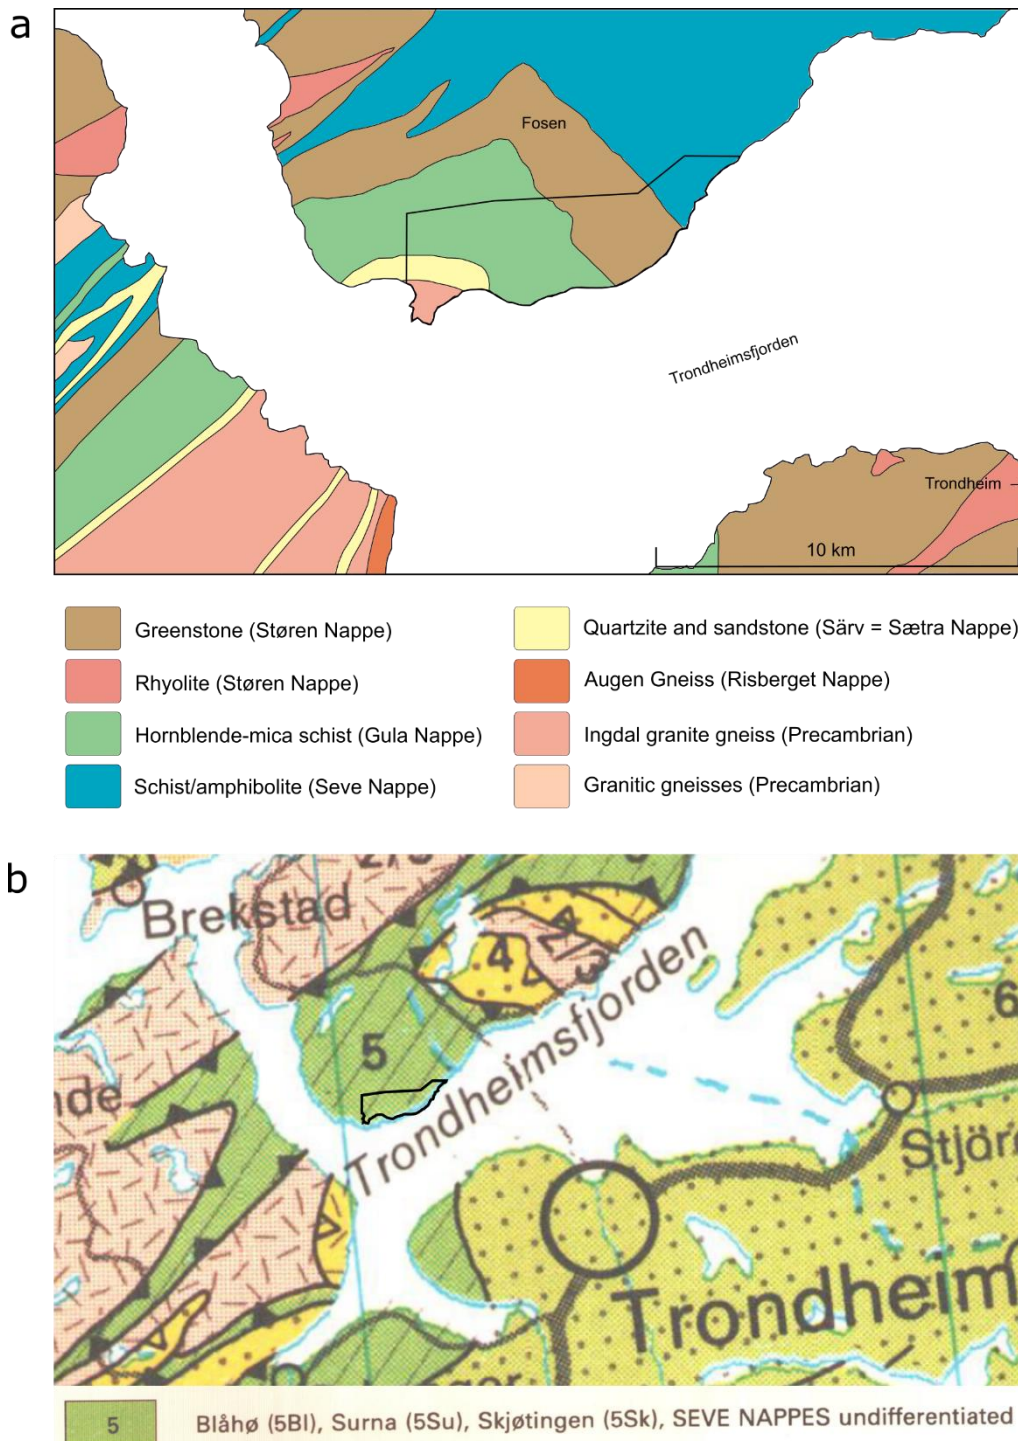 a
Fosen
Trondheimsfjorden
Trondheim
10 km
Greenstone (Støren Nappe)
Rhyolite (Støren Nappe)
Hornblende-mica schist (Gula Nappe)
Schist/amphibolite (Seve Nappe)
Quartzite and sandstone (Särv = Sætra Nappe)
Augen Gneiss (Risberget Nappe)
Ingdal granite gneiss (Precambrian)
Granitic gneisses (Precambrian)
b
Brekstad
4
5
6
Trondheimsfjorden
nde
Stjör
Trondheim
5 Blåhø (5Bl), Surna (5Su), Skjøtingen (5Sk), SEVE NAPPES undifferentiated